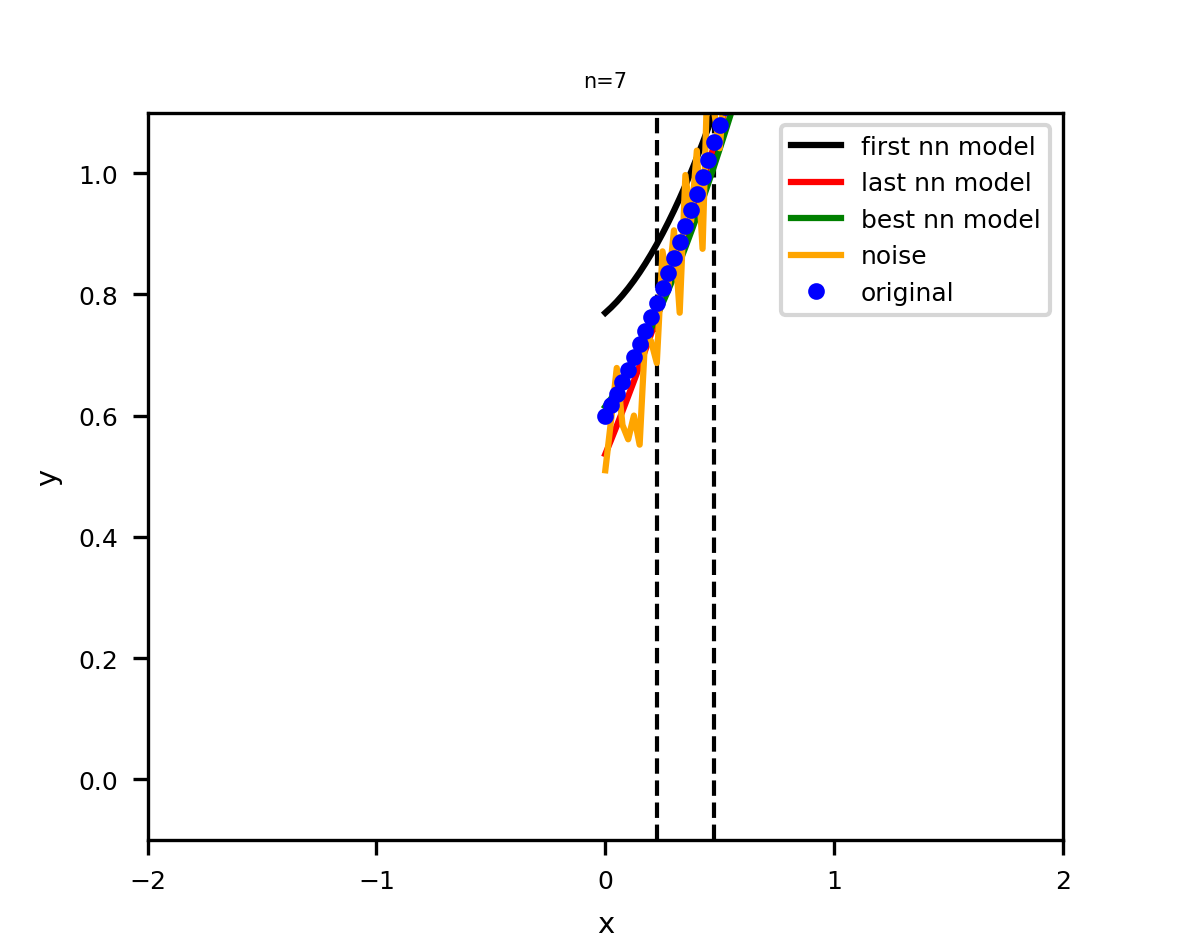 n=7
first nn model
last nn model
best nn model
noise
original
1.0
0.8
0.6
0.4
0.2
0.0
y
−2
−1
0
1
2
x